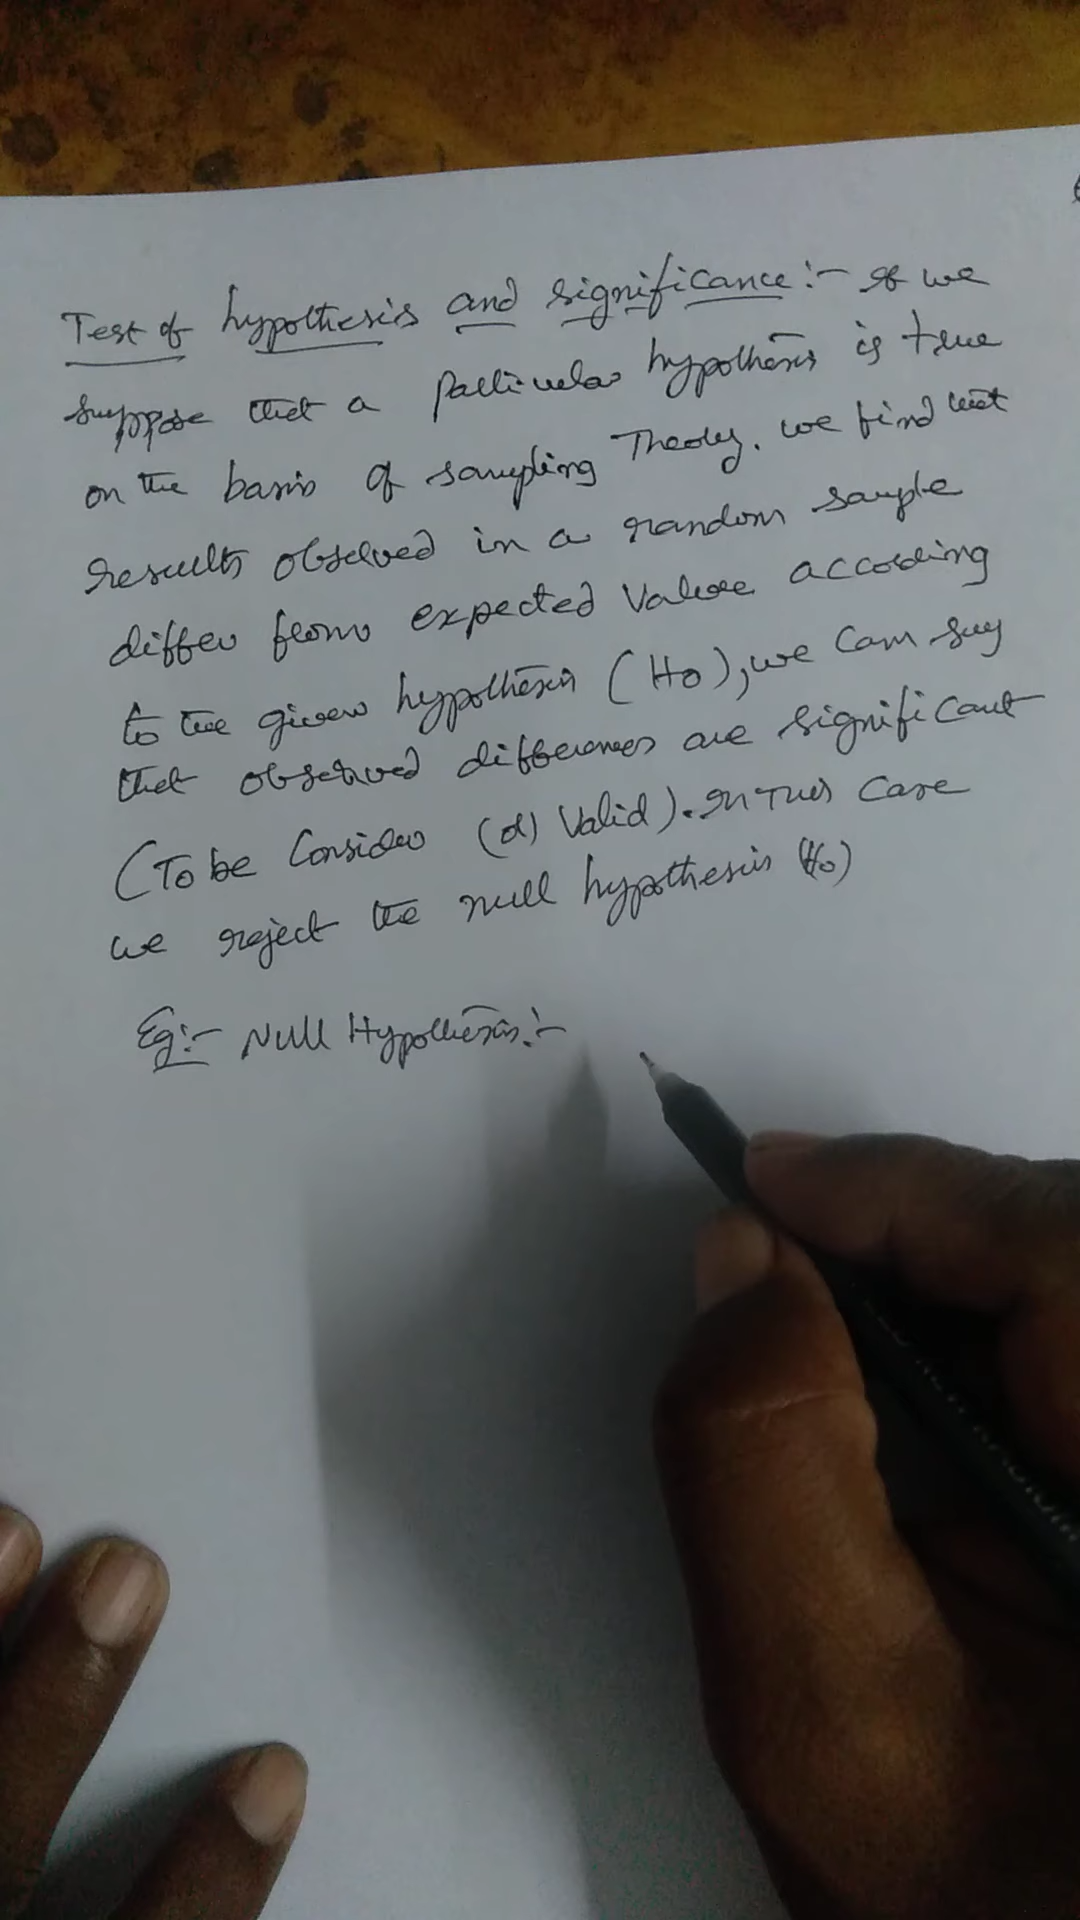 Test of hypothesis and significance:- If we
suppose that a particular hypothesis is true
on the basis of sampling Theory. we find that
results observed in a random sample
differ from expected Value according
to the given hypothesis (H0), we can say
that observed differences are significant
(To be Consider (or) Valid). In This Case
we reject the null hypothesis (H0)
Eg:- Null Hypothesis:-